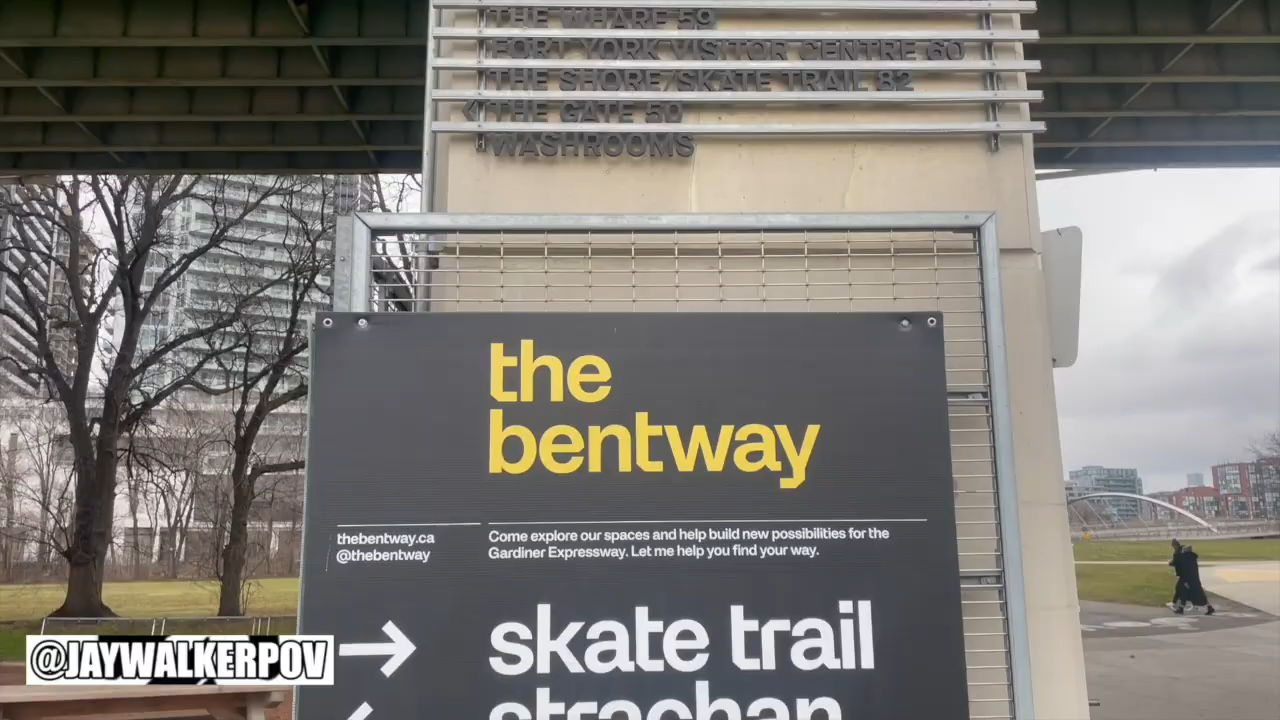 THE WHARF 59
FORT YORK VISITOR CENTRE 60
THE SHORE/SKATE TRAIL 82
<THE GATE 50
WASHROOMS
the
bentway
thebentway.ca
@thebentway
Come explore our spaces and help build new possibilities for the
Gardiner Expressway. Let me help you find your way.
→ skate trail
strachan
@JAYWALKERPOV